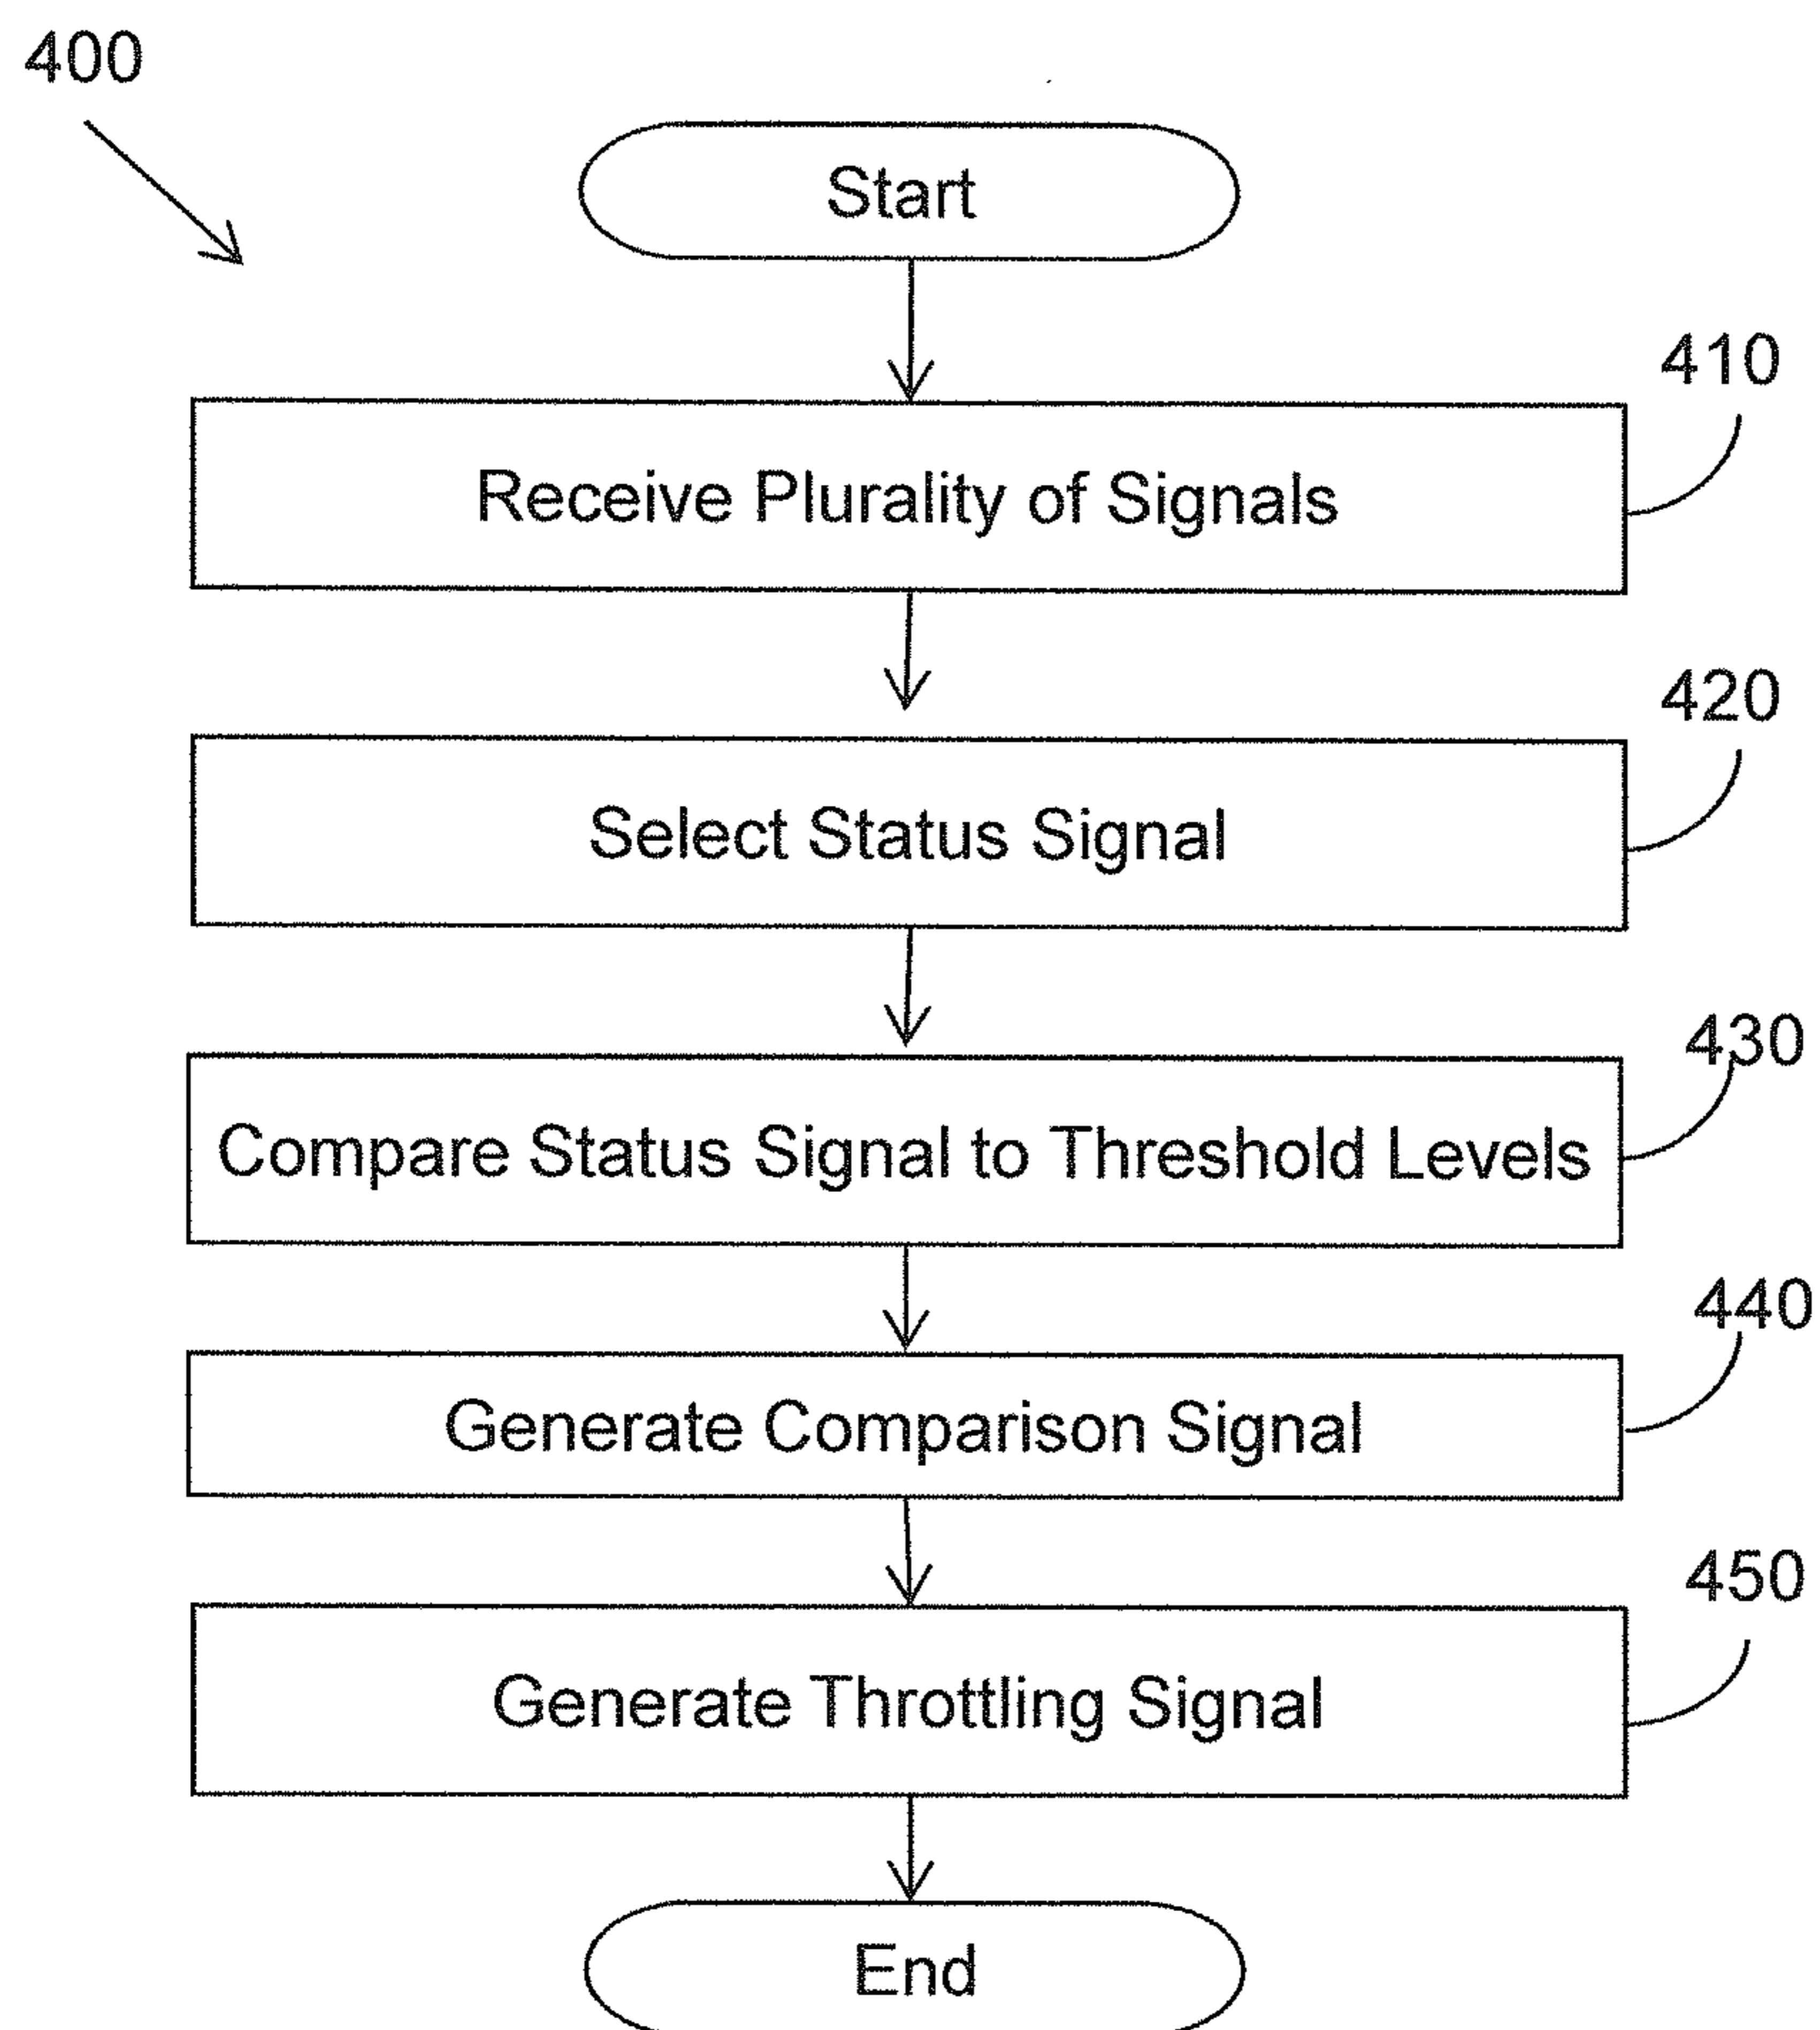 400
Start
410
Receive Plurality of Signals
420
Select Status Signal
430
Compare Status Signal to Threshold Levels
440
Generate Comparison Signal
450
Generate Throttling Signal
End